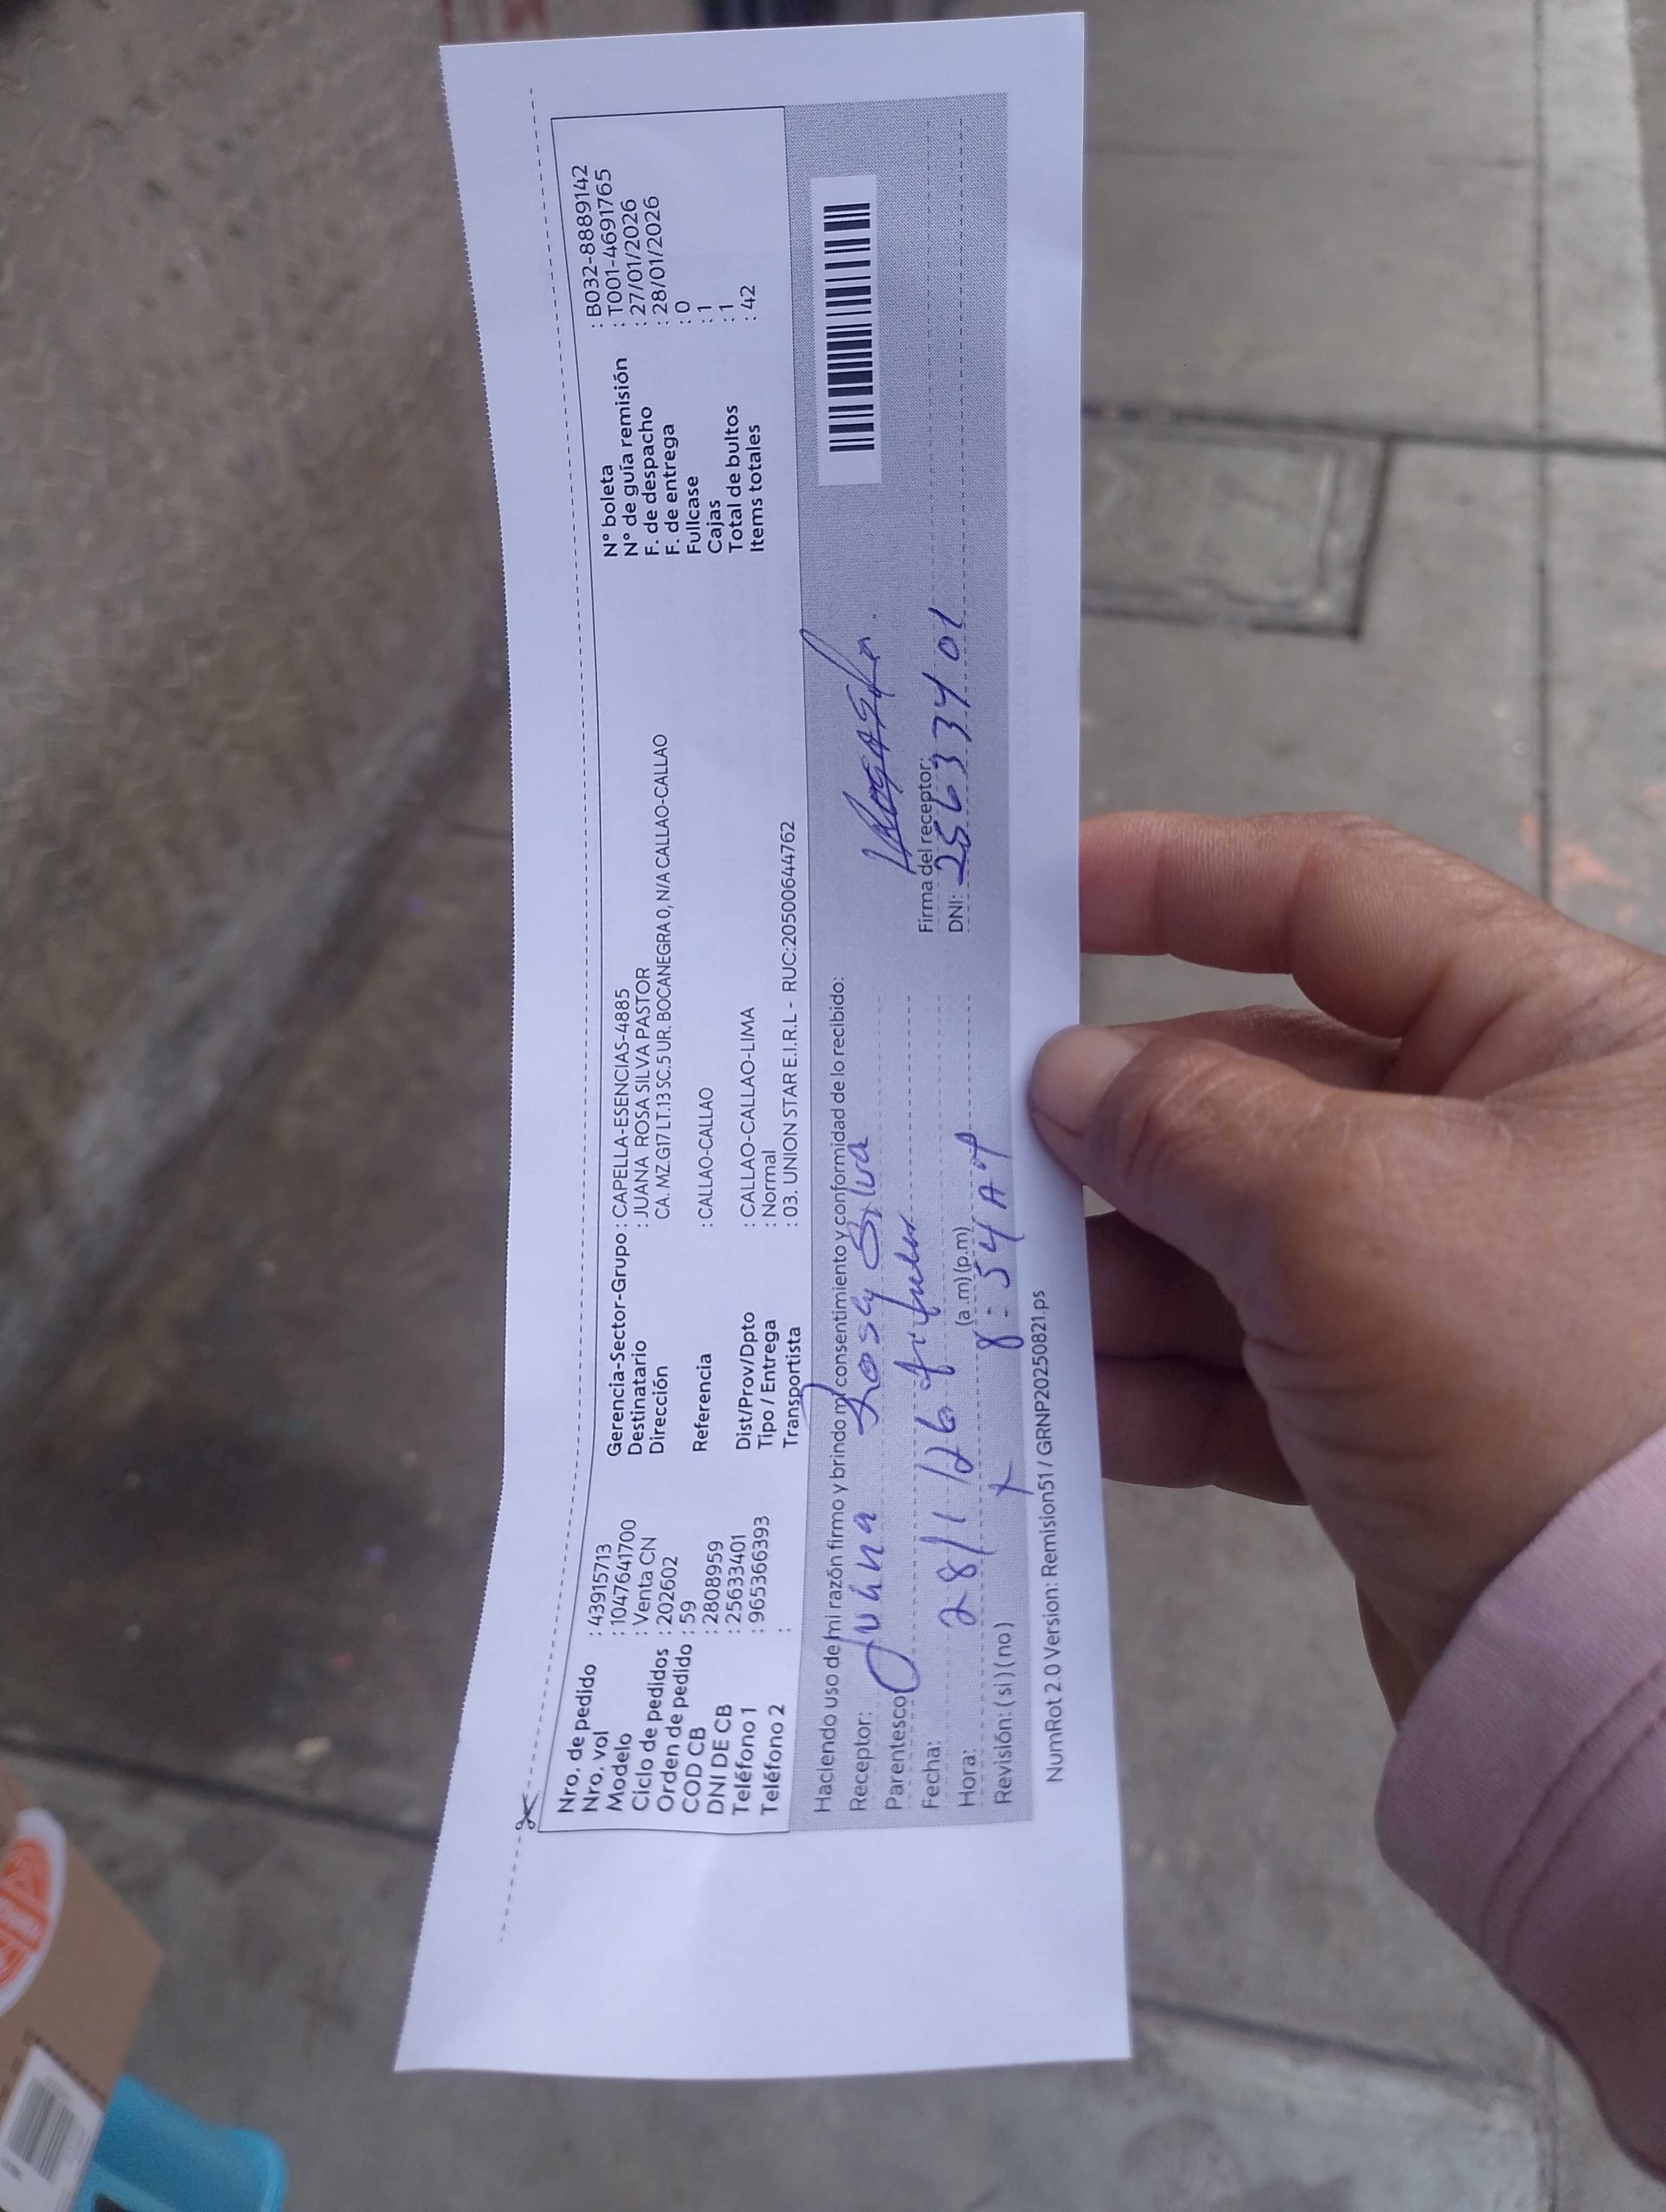 Nro. de pedido : 43915713
Nro. vol : 1047641700
Modelo : Venta CN
Ciclo de pedidos : 202602
Orden de pedido : 59
COD CB : 2808959
DNI DE CB : 25633401
Teléfono 1 : 965366393
Teléfono 2 :
Gerencia-Sector-Grupo : CAPELLA-ESENCIAS-4885
Destinatario : JUANA ROSA SILVA PASTOR
Dirección CA. MZ.G17 LT.13 SC.5 UR. BOCANEGRA 0, N/A CALLAO-CALLAO
Referencia : CALLAO-CALLAO
Dist/Prov/Dpto : CALLAO-CALLAO-LIMA
Tipo / Entrega : Normal
Transportista : 03. UNION STAR E.I.R.L - RUC:20500644762
N° boleta : B032-8889142
N° de guía remisión : T001-4691765
F. de despacho : 27/01/2026
F. de entrega : 28/01/2026
Fullcase : 0
Cajas : 1
Total de bultos : 1
Items totales : 42
Haciendo uso de mi razón firmo y brindo mi consentimiento y conformidad de lo recibido:
Receptor: Juana Rosa Silva
Parentesco
Fecha: 28/1/26
Hora: (a.m) (p.m)
8:54 A
Revisión: (si) (no)
Firma del receptor:
DNI: 25633401
NumRot 2.0 Version: Remision51 / GRNP20250821.ps